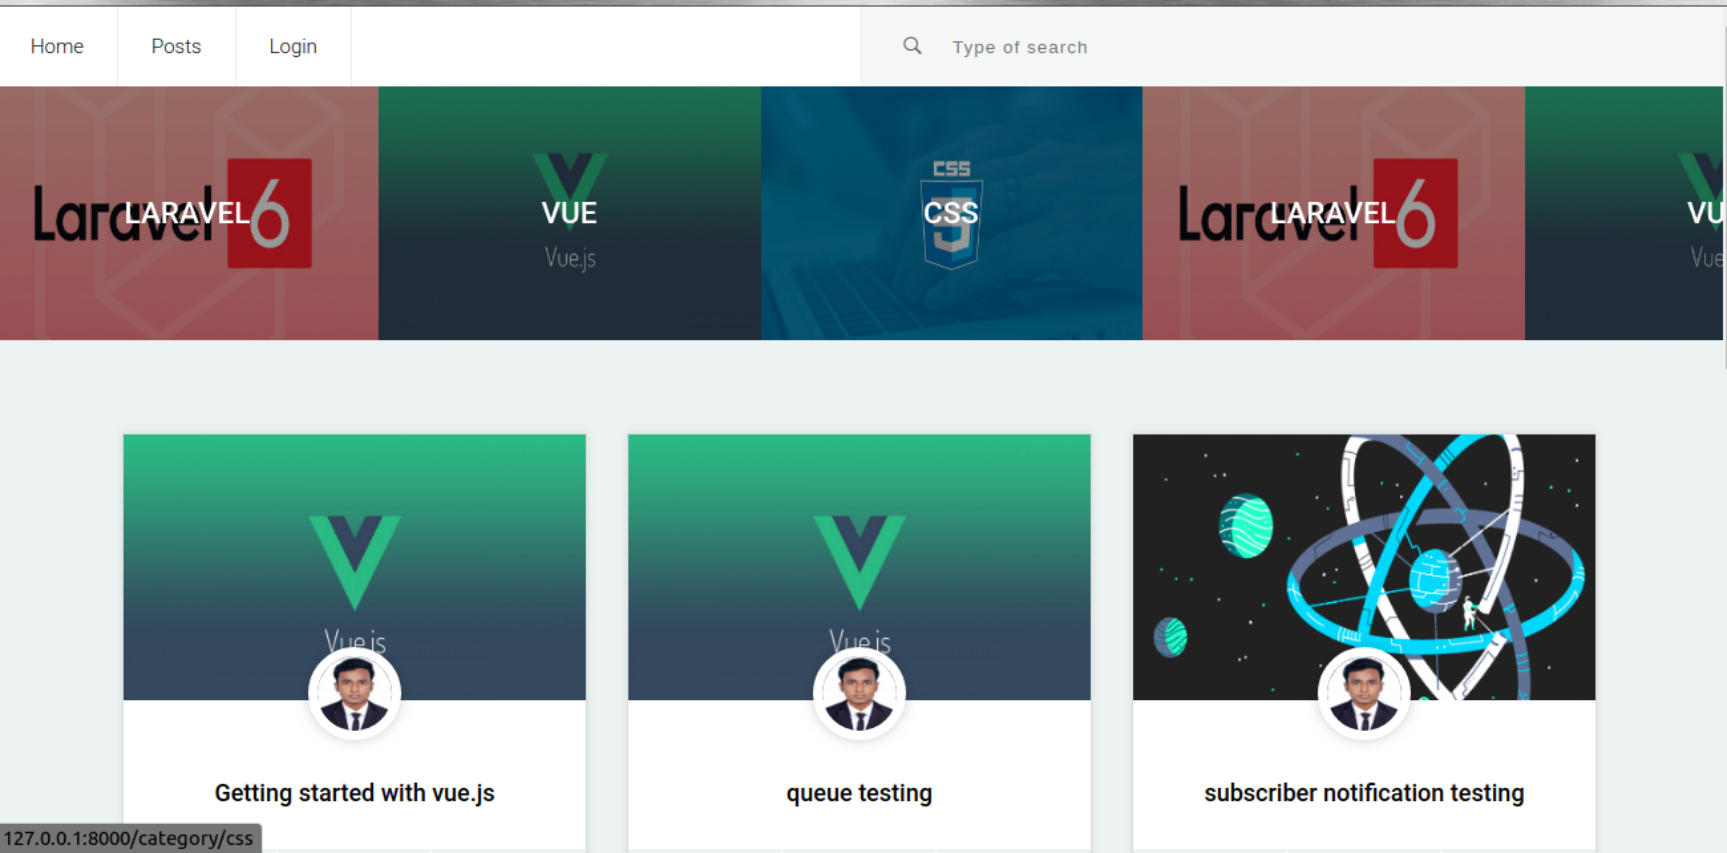 Home
Posts
Login
Type of search
Laravel 6
LARAVEL
VUE
Vue.js
CSS
CSS
Laravel 6
LARAVEL
VU
Vue
Vue.js
Vue.js
Getting started with vue.js
queue testing
subscriber notification testing
127.0.0.1:8000/category/css